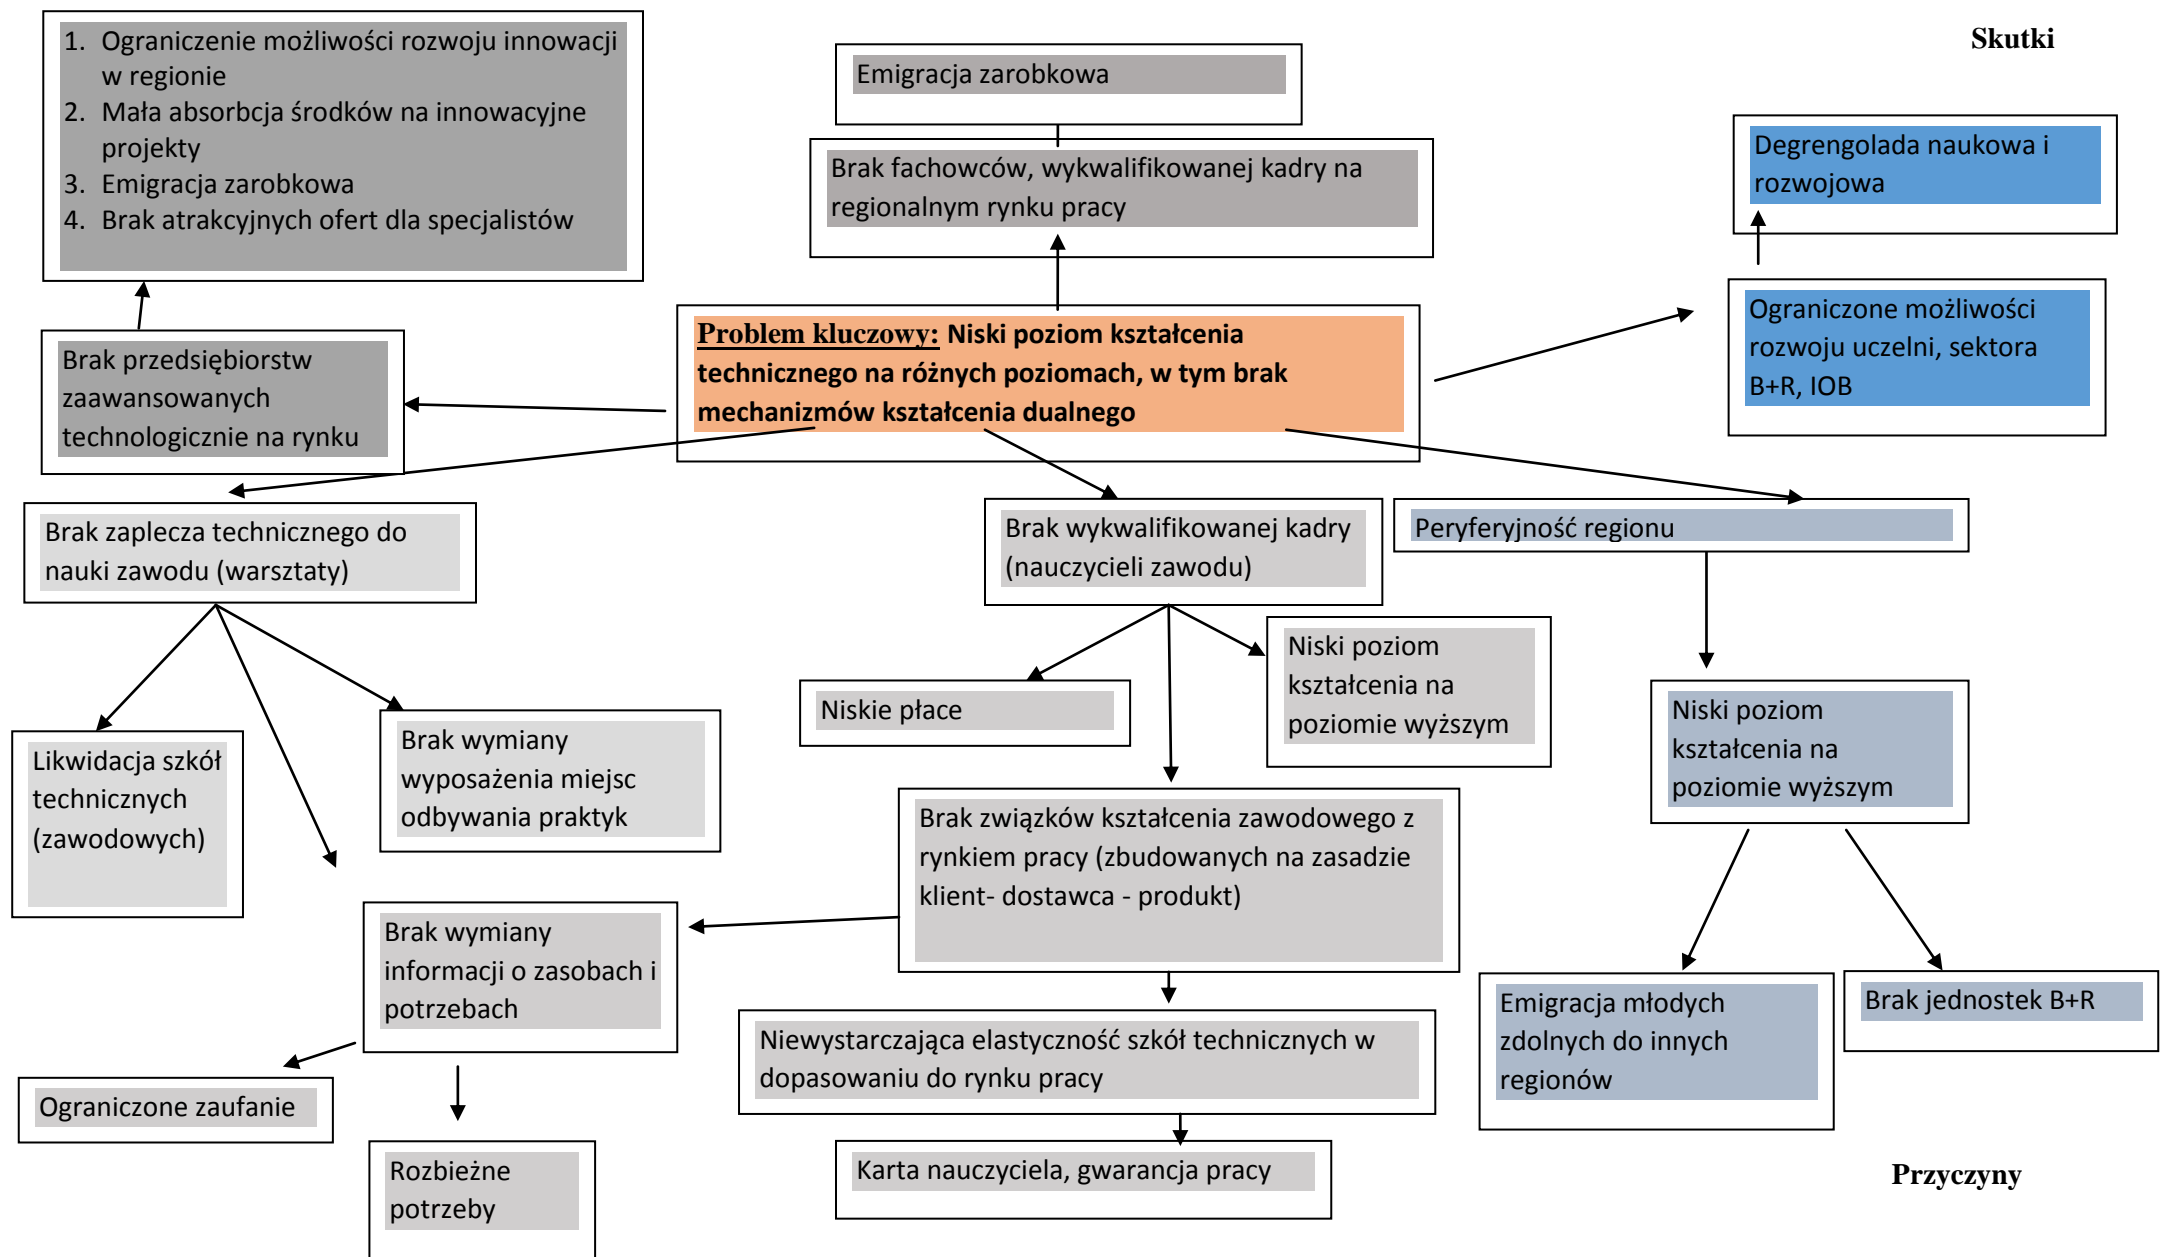 1. Ograniczenie możliwości rozwoju innowacji
w regionie
2. Mała absorbcja środków na innowacyjne
projekty
3. Emigracja zarobkowa
4. Brak atrakcyjnych ofert dla specjalistów
Emigracja zarobkowa
Skutki
Brak fachowców, wykwalifikowanej kadry na
regionalnym rynku pracy
Degrengolada naukowa i
rozwojowa
Brak przedsiębiorstw
zaawansowanych
technologicznie na rynku
Problem kluczowy: Niski poziom kształcenia
technicznego na różnych poziomach, w tym brak
mechanizmów kształcenia dualnego
Ograniczone możliwości
rozwoju uczelni, sektora
B+R, IOB
Brak zaplecza technicznego do
nauki zawodu (warsztaty)
Brak wykwalifikowanej kadry
(nauczycieli zawodu)
Peryferyjność regionu
Likwidacja szkół
technicznych
(zawodowych)
Brak wymiany
wyposażenia miejsc
odbywania praktyk
Niskie płace
Niski poziom
kształcenia na
poziomie wyższym
Niski poziom
kształcenia na
poziomie wyższym
Brak związków kształcenia zawodowego z
rynkiem pracy (zbudowanych na zasadzie
klient- dostawca - produkt)
Brak wymiany
informacji o zasobach i
potrzebach
Emigracja młodych
zdolnych do innych
regionów
Brak jednostek B+R
Niewystarczająca elastyczność szkół technicznych w
dopasowaniu do rynku pracy
Ograniczone zaufanie
Rozbieżne
potrzeby
Karta nauczyciela, gwarancja pracy
Przyczyny